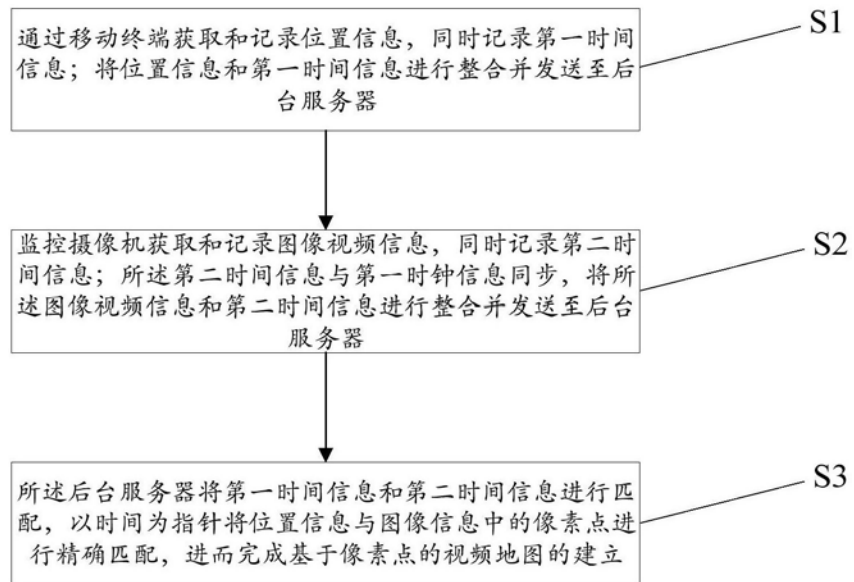 通过移动终端获取和记录位置信息，同时记录第一时间
信息；将位置信息和第一时间信息进行整合并发送至后
台服务器
S1
监控摄像机获取和记录图像视频信息，同时记录第二时
间信息；所述第二时间信息与第一时钟信息同步，将所
述图像视频信息和第二时间信息进行整合并发送至后台
服务器
S2
所述后台服务器将第一时间信息和第二时间信息进行匹
配，以时间为指针将位置信息与图像信息中的像素点进
行精确匹配，进而完成基于像素点的视频地图的建立
S3